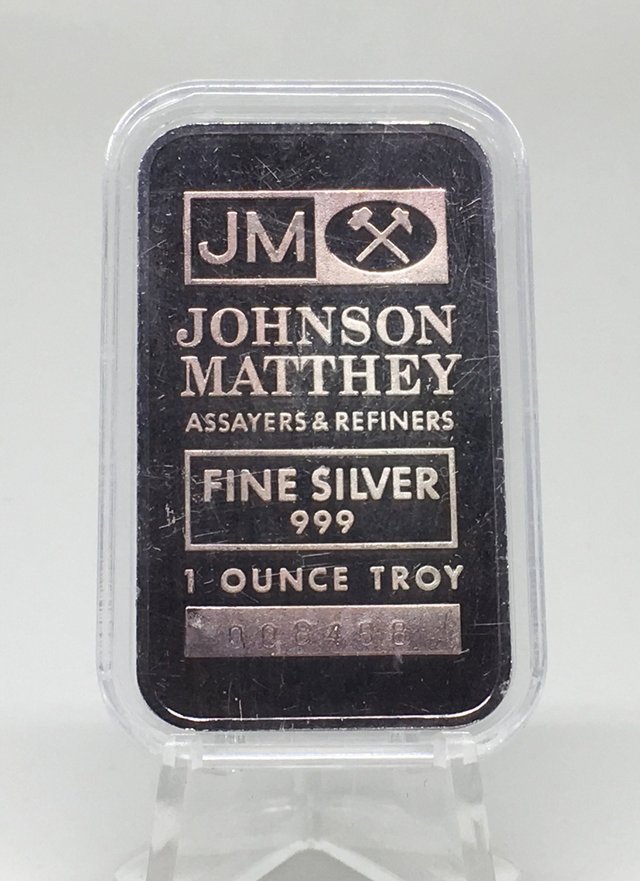 JM
JOHNSON
MATTHEY
ASSAYERS & REFINERS
FINE SILVER
999
1 OUNCE TROY